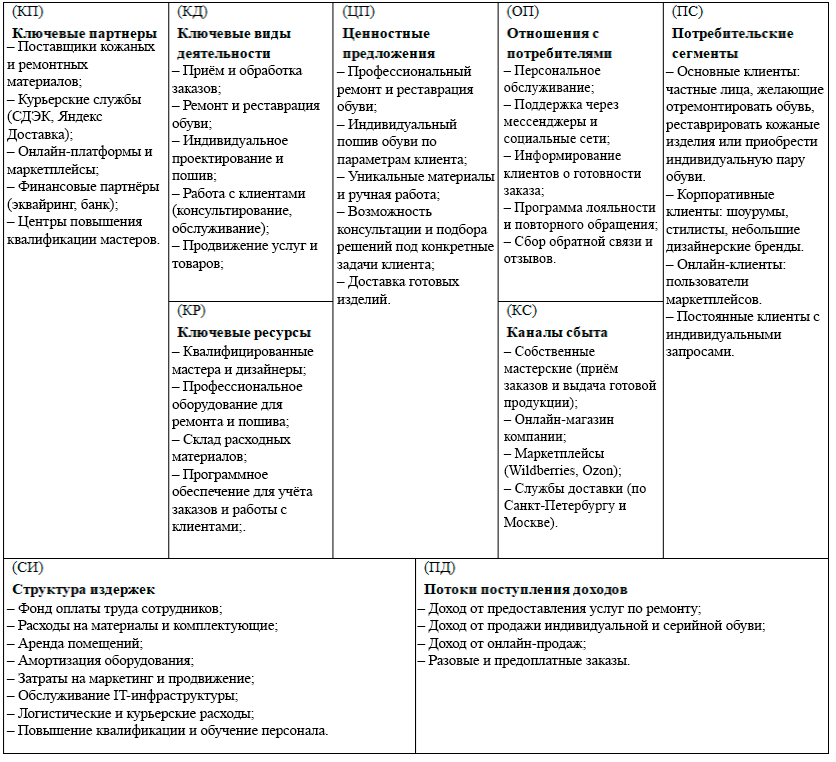 (КП)
Ключевые партнеры
– Поставщики кожаных
и ремонтных
материалов;
– Курьерские службы
(СДЭК, Яндекс
Доставка);
– Онлайн-платформы и
маркетплейсы;
– Финансовые партнёры
(эквайринг, банк);
– Центры повышения
квалификации мастеров.
(КД)
Ключевые виды
деятельности
– Приём и обработка
заказов;
– Ремонт и реставрация
обуви;
– Индивидуальное
проектирование и
пошив;
– Работа с клиентами
(консультирование,
обслуживание);
– Продвижение услуг и
товаров;
(КР)
Ключевые ресурсы
– Квалифицированные
мастера и дизайнеры;
– Профессиональное
оборудование для
ремонта и пошива;
– Склад расходных
материалов;
– Программное
обеспечение для учёта
заказов и работы с
клиентами;.
(ЦП)
Ценностные
предложения
– Профессиональный
ремонт и реставрация
обуви;
– Индивидуальный
пошив обуви по
параметрам клиента;
– Уникальные материалы
и ручная работа;
– Возможность
консультации и подбора
решений под конкретные
задачи клиента;
– Доставка готовых
изделий.
(ОП)
Отношения с
потребителями
– Персональное
обслуживание;
– Поддержка через
мессенджеры и
социальные сети;
– Информирование
клиентов о готовности
заказа;
– Программа лояльности
и повторного обращения;
– Сбор обратной связи и
отзывов.
(КС)
Каналы сбыта
– Собственные
мастерские (приём
заказов и выдача готовой
продукции);
– Онлайн-магазин
компании;
– Маркетплейсы
(Wildberries, Ozon);
– Службы доставки (по
Санкт-Петербургу и
Москве).
(ПС)
Потребительские
сегменты
– Основные клиенты:
частные лица, желающие
отремонтировать обувь,
реставрировать кожаные
изделия или приобрести
индивидуальную пару
обуви.
– Корпоративные
клиенты: шоурумы,
стилисты, небольшие
дизайнерские бренды.
– Онлайн-клиенты:
пользователи
маркетплейсов.
– Постоянные клиенты с
индивидуальными
запросами.
(СИ)
Структура издержек
– Фонд оплаты труда сотрудников;
– Расходы на материалы и комплектующие;
– Аренда помещений;
– Амортизация оборудования;
– Затраты на маркетинг и продвижение;
– Обслуживание IT-инфраструктуры;
– Логистические и курьерские расходы;
– Повышение квалификации и обучение персонала.
(ПД)
Потоки поступления доходов
– Доход от предоставления услуг по ремонту;
– Доход от продажи индивидуальной и серийной обуви;
– Доход от онлайн-продаж;
– Разовые и предоплатные заказы.